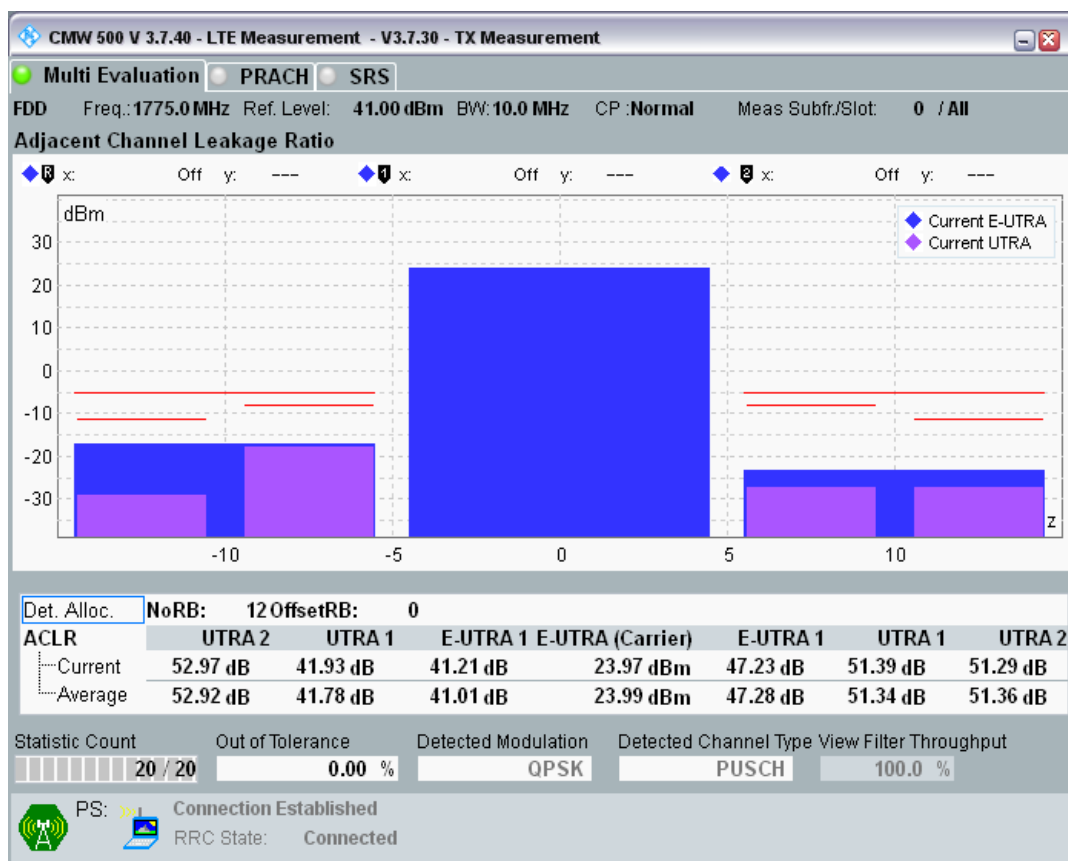 CMW 500 V 3.7.40 - LTE Measurement - V3.7.30 - TX Measurement
Multi Evaluation PRACH SRS
FDD Freq.: 1775.0 MHz Ref. Level: 41.00 dBm BW: 10.0 MHz CP :Normal Meas Subfr./Slot: 0 / All
Adjacent Channel Leakage Ratio
R x: Off y: --- 1 x: Off y: --- 2 x: Off y: ---
dBm
Current E-UTRA
Current UTRA
30
20
10
0
-10
-20
-30
z
-10 -5 0 5 10
Det. Alloc. NoRB: 12 OffsetRB: 0
ACLR UTRA 2 UTRA 1 E-UTRA 1 E-UTRA (Carrier) E-UTRA 1 UTRA 1 UTRA 2
Current 52.97 dB 41.93 dB 41.21 dB 23.97 dBm 47.23 dB 51.39 dB 51.29 dB
Average 52.92 dB 41.78 dB 41.01 dB 23.99 dBm 47.28 dB 51.34 dB 51.36 dB
Statistic Count Out of Tolerance Detected Modulation Detected Channel Type View Filter Throughput
20 / 20 0.00 % QPSK PUSCH 100.0 %
PS: Connection Established
RRC State: Connected